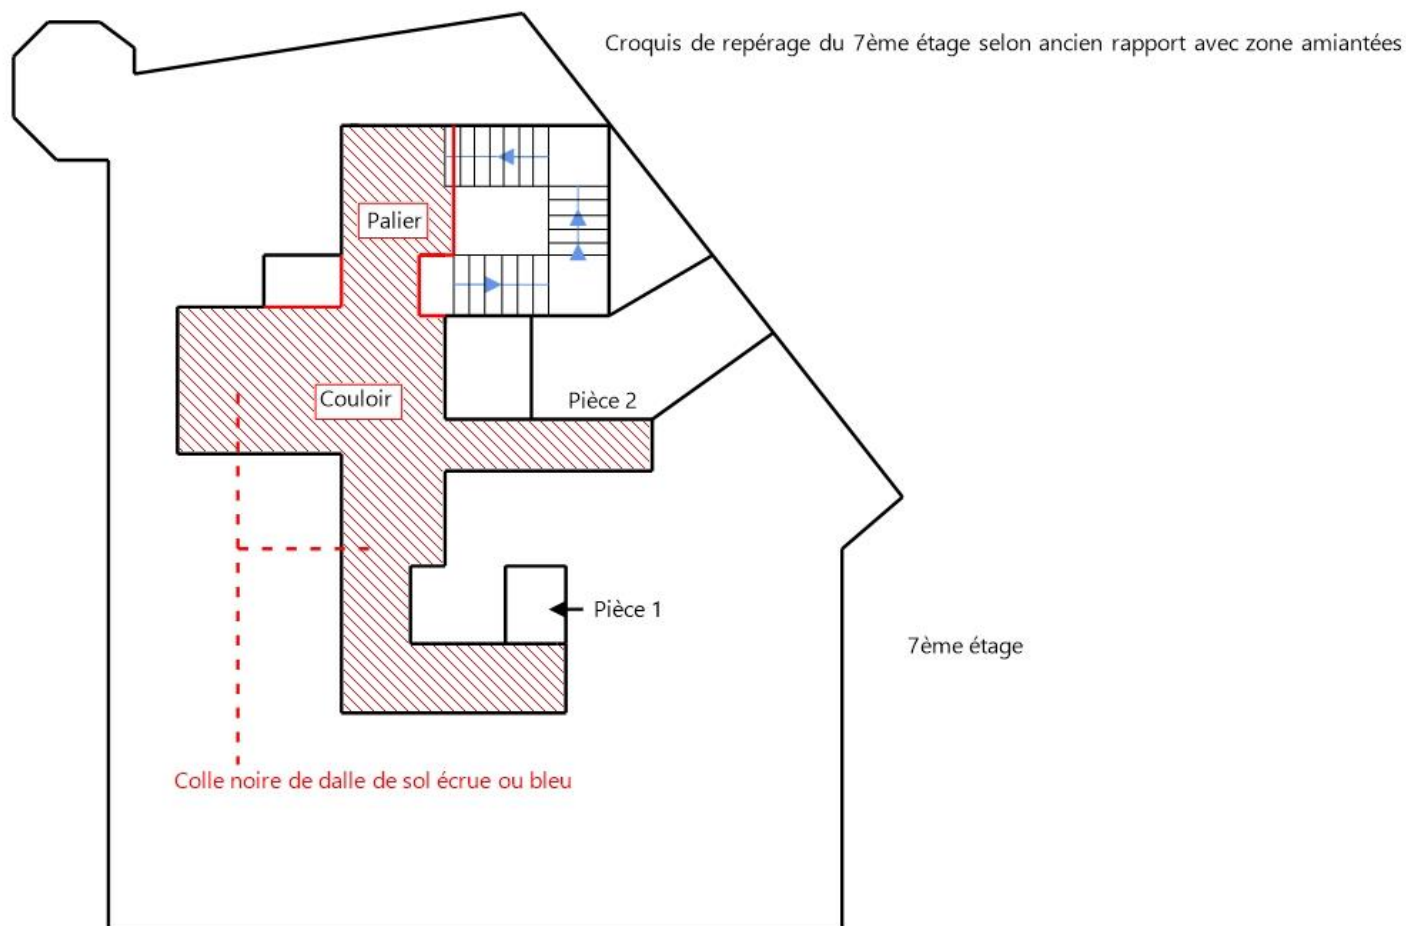 Croquis de repérage du 7ème étage selon ancien rapport avec zone amiantées
Palier
Couloir
Pièce 2
Pièce 1
7ème étage
Colle noire de dalle de sol écrue ou bleu